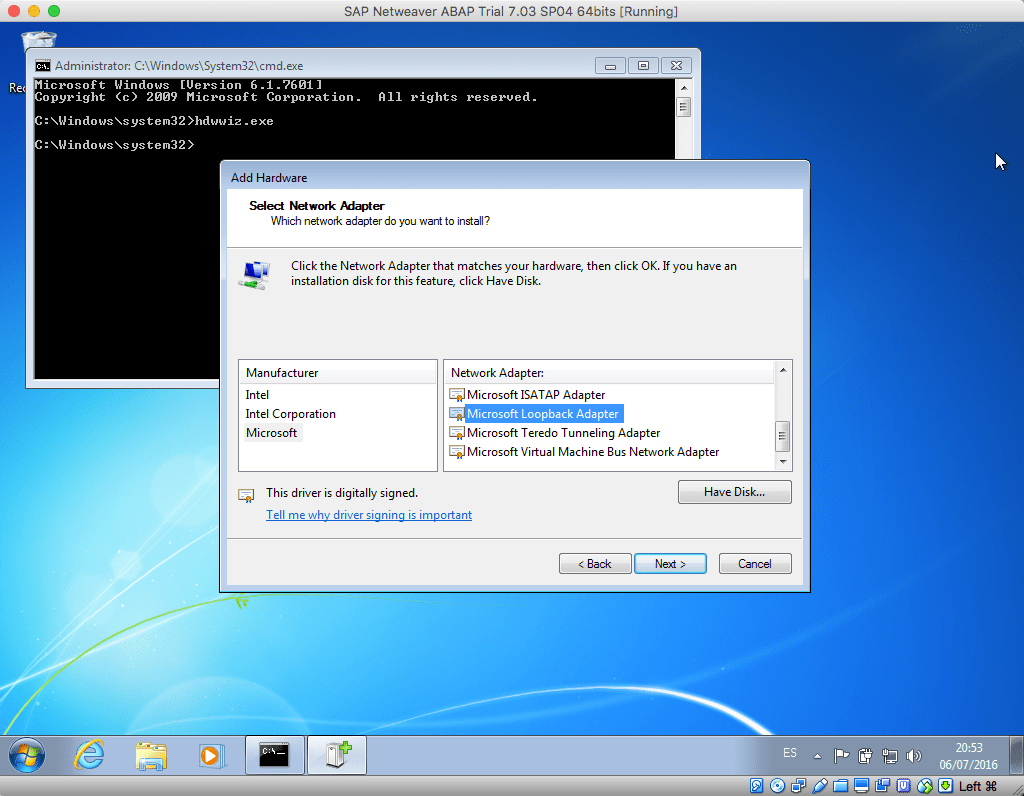 SAP Netweaver ABAP Trial 7.03 SP04 64bits [Running]
Administrator: C:\Windows\System32\cmd.exe
Microsoft Windows [Version 6.1.7601]
Copyright (c) 2009 Microsoft Corporation.  All rights reserved.
C:\Windows\system32>hdwwiz.exe
C:\Windows\system32>
Rec
Add Hardware
Select Network Adapter
Which network adapter do you want to install?
Click the Network Adapter that matches your hardware, then click OK. If you have an
installation disk for this feature, click Have Disk.
Manufacturer
Intel
Intel Corporation
Microsoft
Network Adapter:
Microsoft ISATAP Adapter
Microsoft Loopback Adapter
Microsoft Teredo Tunneling Adapter
Microsoft Virtual Machine Bus Network Adapter
This driver is digitally signed.
Tell me why driver signing is important
Have Disk...
< Back
Next >
Cancel
C:\_
ES
20:53
06/07/2016
Left ⌘